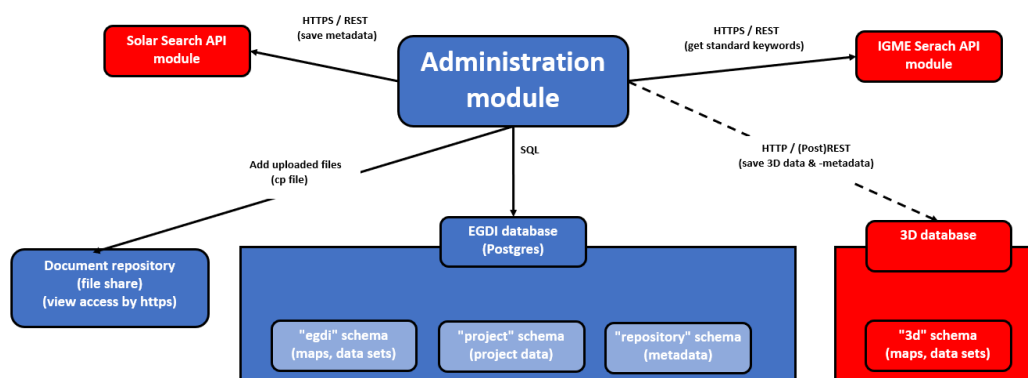 HTTPS / REST
(save metadata)
Solar Search API
module
Administration
module
HTTPS / REST
(get standard keywords)
IGME Serach API
module
Add uploaded files
(cp file)
SQL
HTTP / (Post)REST
(save 3D data & -metadata)
Document repository
(file share)
(view access by https)
EGDI database
(Postgres)
3D database
"egdi" schema
(maps, data sets)
"project" schema
(project data)
"repository" schema
(metadata)
"3d" schema
(maps, data sets)